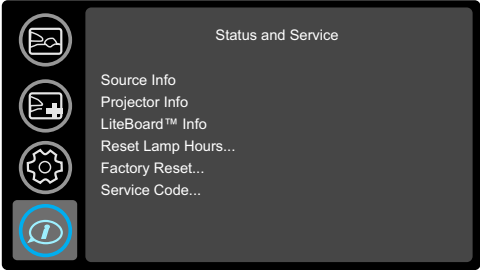 Status and Service
Source Info
Projector Info
LiteBoard™ Info
Reset Lamp Hours...
Factory Reset...
Service Code...